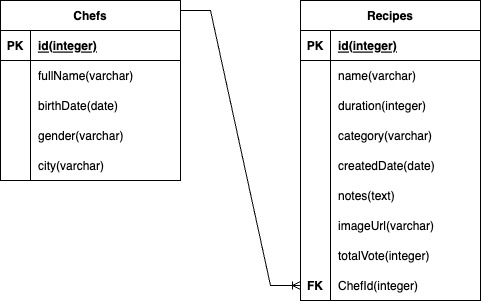 Chefs
PK id(integer)
fullName(varchar)
birthDate(date)
gender(varchar)
city(varchar)
Recipes
PK id(integer)
name(varchar)
duration(integer)
category(varchar)
createdDate(date)
notes(text)
imageUrl(varchar)
totalVote(integer)
FK ChefId(integer)